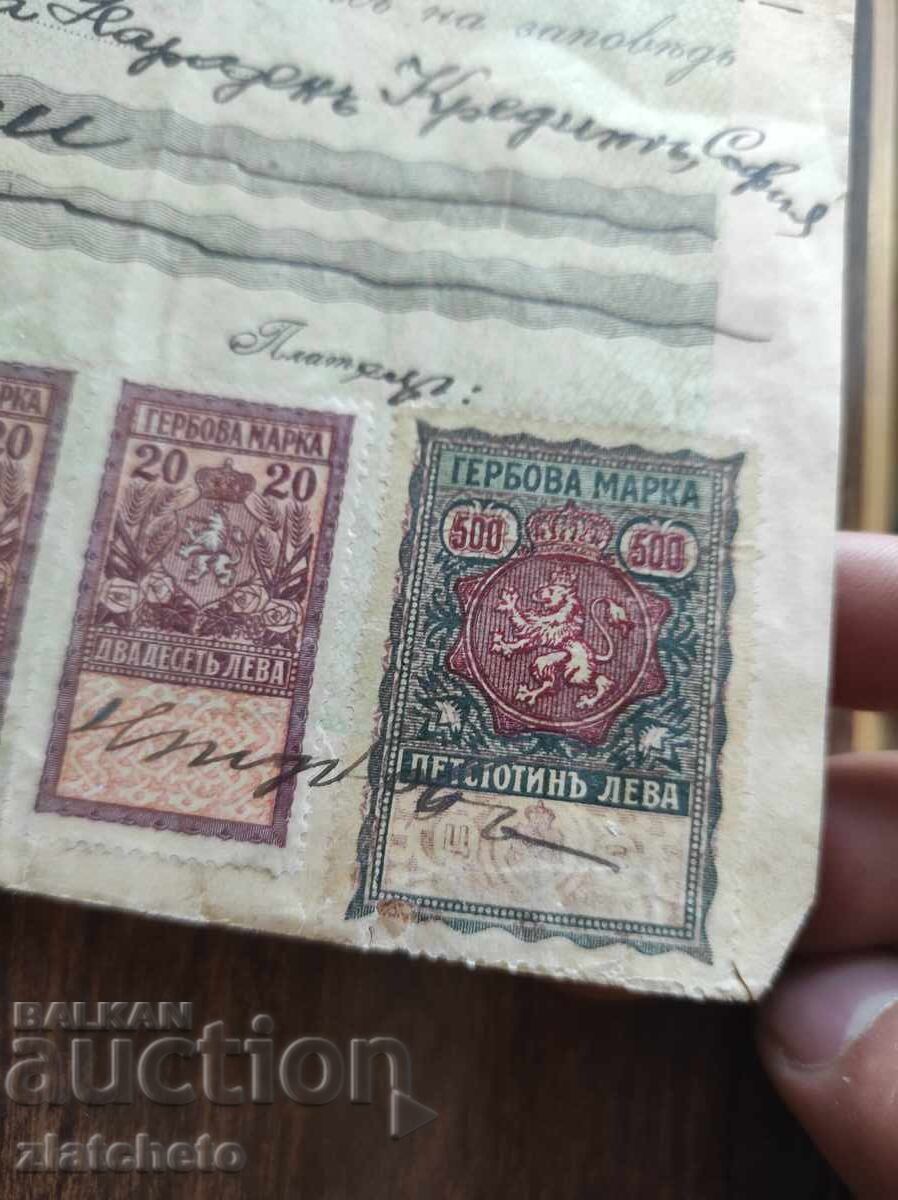 на заповѣдь
Народенъ Кредитъ, София
Платецъ:
20
ГЕРБОВА МАРКА
20 20
ДВАДЕСЕТЬ ЛЕВА
ГЕРБОВА МАРКА
500 500
ПЕТСТОТИНЪ ЛЕВА
BALKAN
auction
zlatcheto